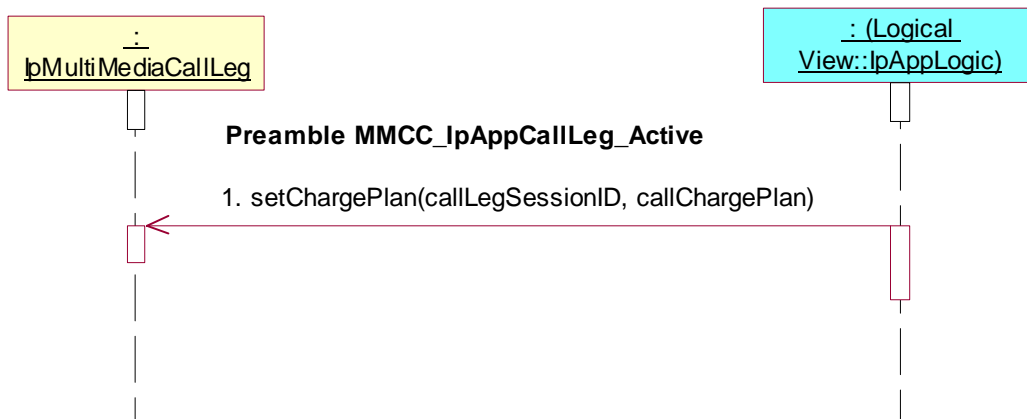 :
IpMultiMediaCallLeg
: (Logical
View::IpAppLogic)
Preamble MMCC_IpAppCallLeg_Active
1. setChargePlan(callLegSessionID, callChargePlan)